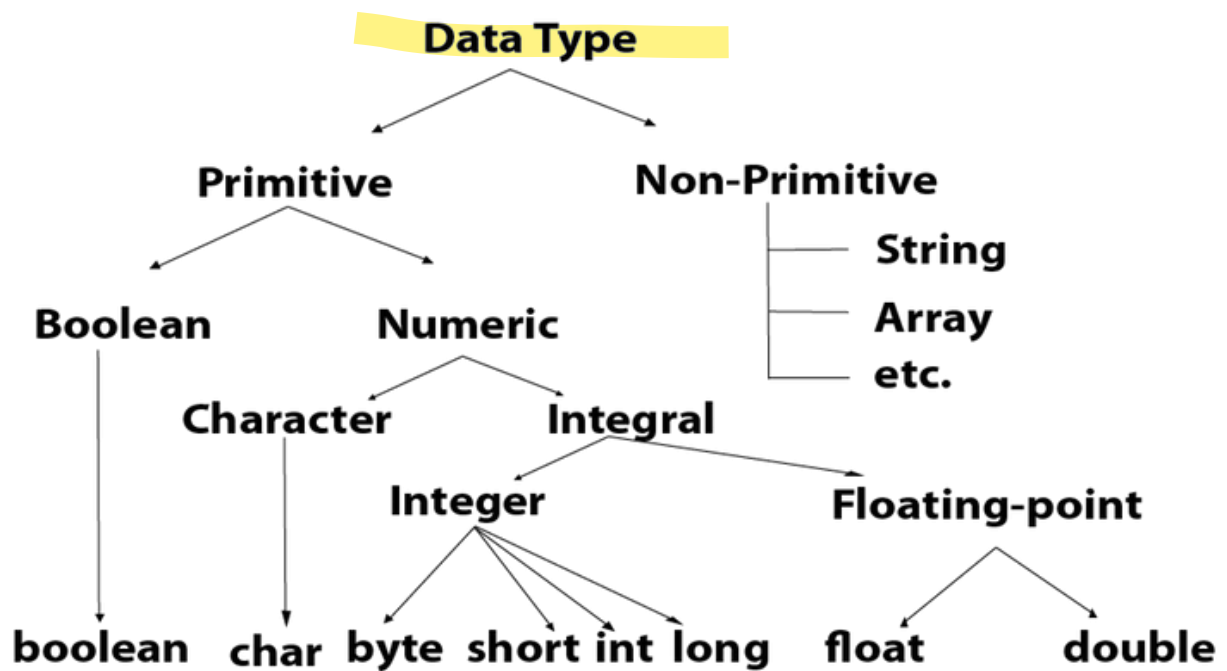 Data Type
Primitive
Non-Primitive
String
Boolean
Numeric
Array
etc.
Character
Integral
Integer
Floating-point
boolean
char
byte
short
int
long
float
double